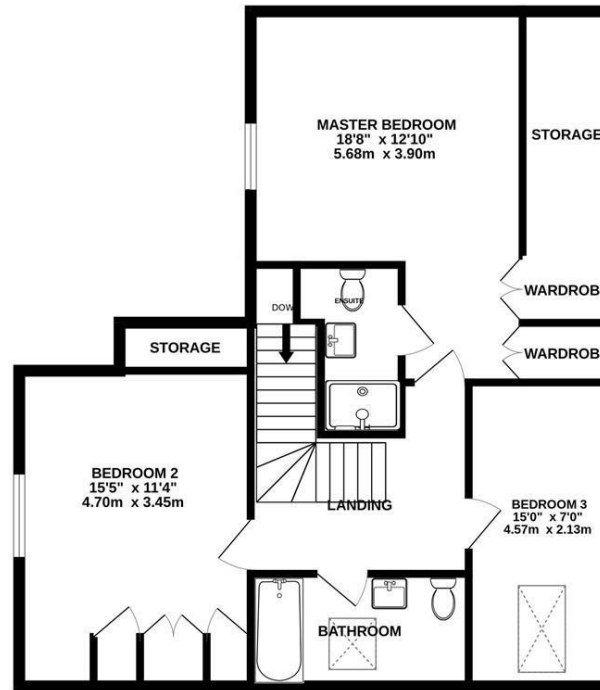 MASTER BEDROOM
18'8" x 12'10"
5.68m x 3.90m
STORAGE
WARDROB
WARDROB
DOW
ENSUITE
STORAGE
BEDROOM 2
15'5" x 11'4"
4.70m x 3.45m
LANDING
BEDROOM 3
15'0" x 7'0"
4.57m x 2.13m
BATHROOM